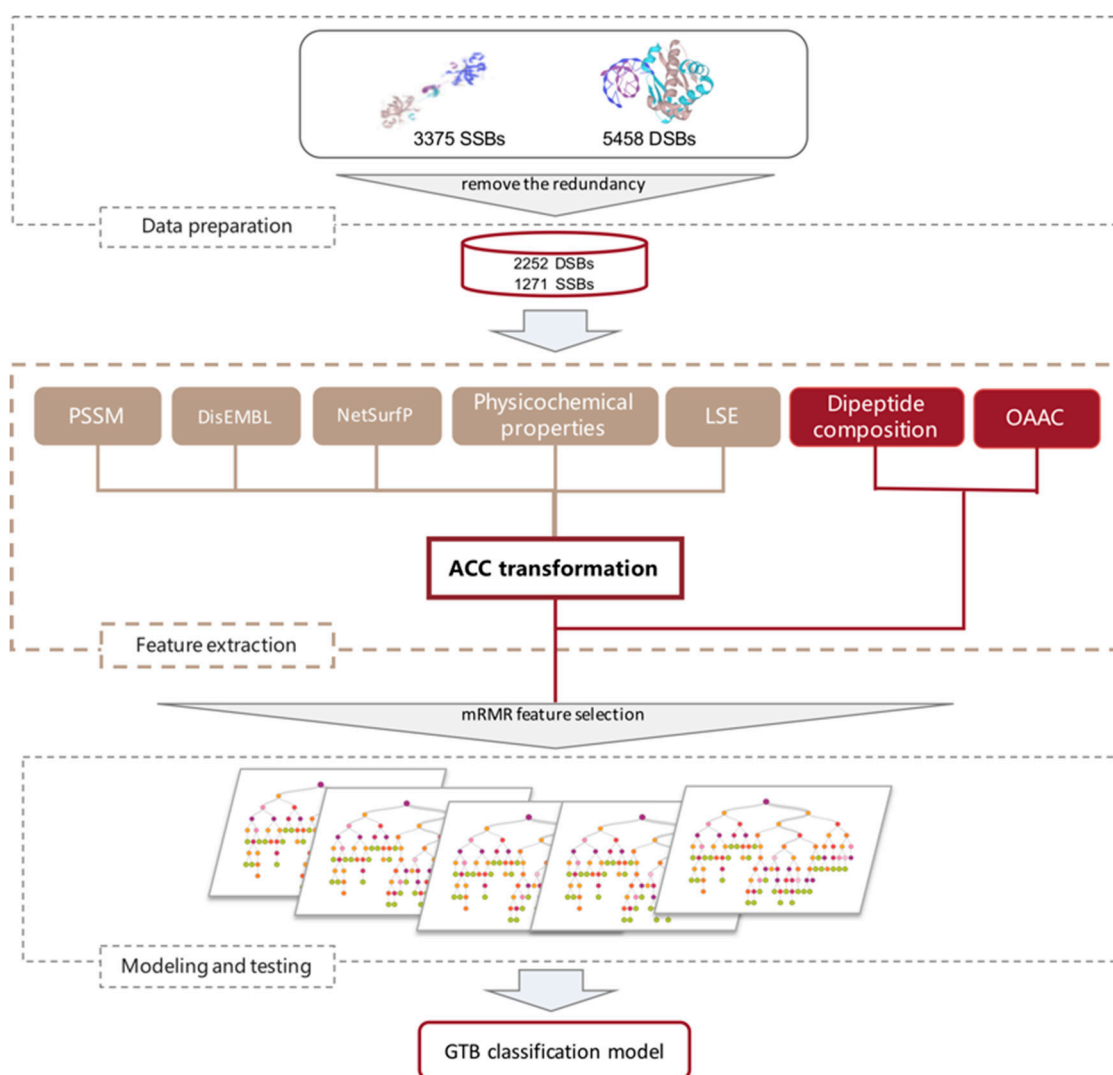 3375 SSBs
5458 DSBs
remove the redundancy
Data preparation
2252 DSBs
1271 SSBs
PSSM
DisEMBL
NetSurfP
Physicochemical
properties
LSE
Dipeptide
composition
OAAC
ACC transformation
Feature extraction
mRMR feature selection
Modeling and testing
GTB classification model